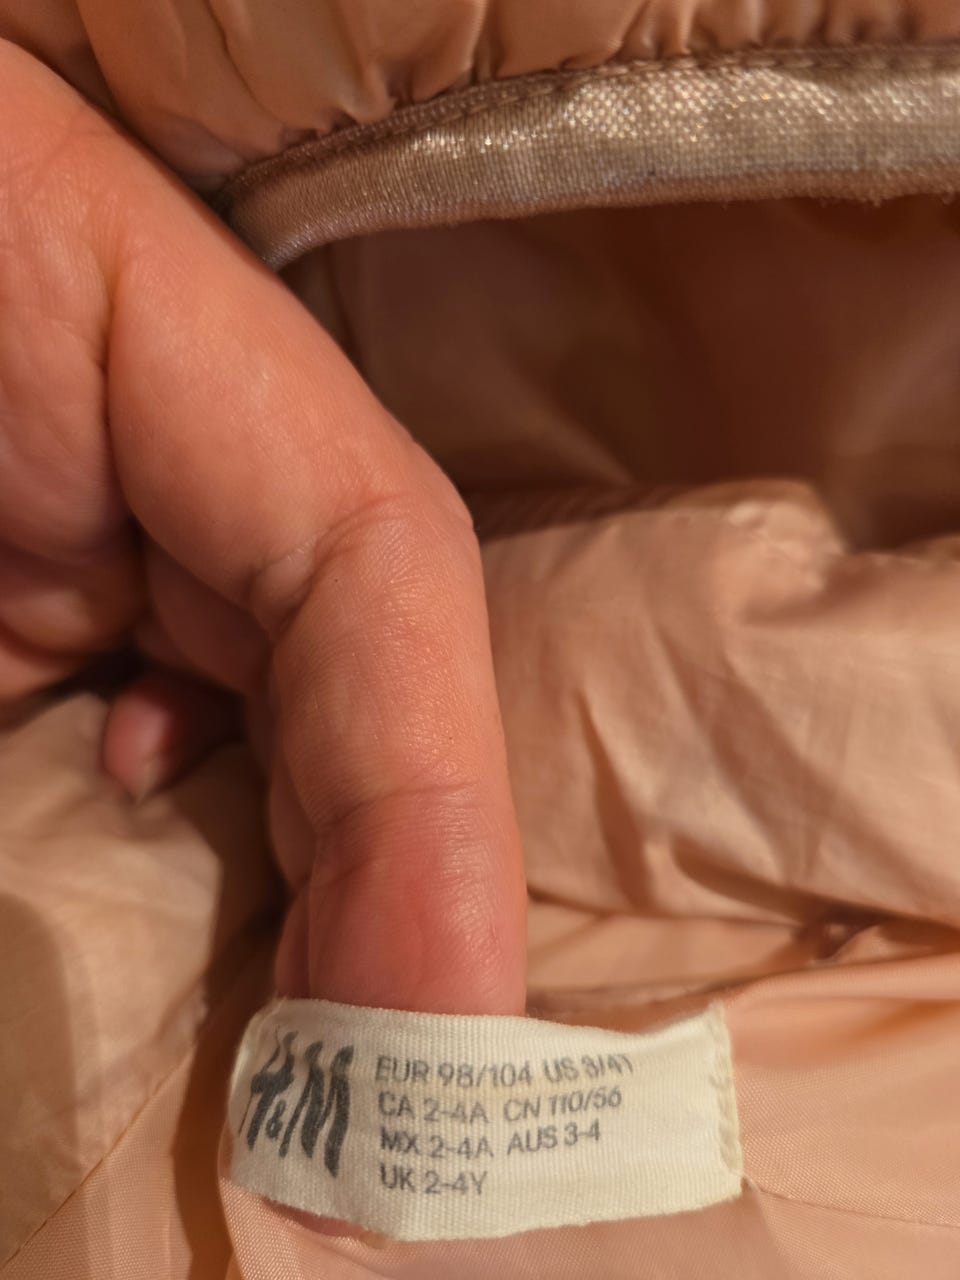 H&M
EUR 98/104 US 3/4Y
CA 2-4A CN 110/56
MX 2-4A AUS 3-4
UK 2-4Y